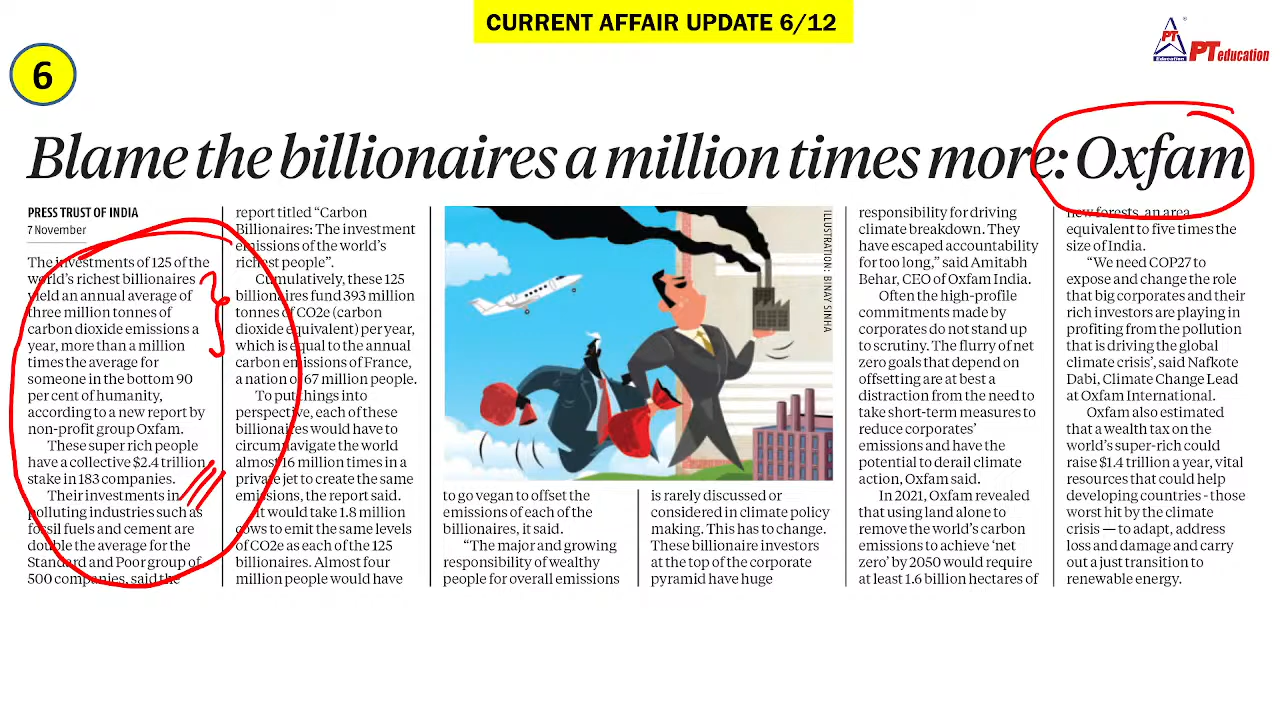 CURRENT AFFAIR UPDATE 6/12
PT
Education
PT education
6
Blame the billionaires a million times more: Oxfam
PRESS TRUST OF INDIA
7 November
The investments of 125 of the
world's richest billionaires
yield an annual average of
three million tonnes of
carbon dioxide emissions a
year, more than a million
times the average for
someone in the bottom 90
per cent of humanity,
according to a new report by
non-profit group Oxfam.
These super rich people
have a collective $2.4 trillion
stake in 183 companies.
Their investments in
polluting industries such as
fossil fuels and cement are
double the average for the
Standard and Poor group of
500 companies, said the
report titled “Carbon
Billionaires: The investment
emissions of the world's
richest people”.
Cumulatively, these 125
billionaires fund 393 million
tonnes of CO2e (carbon
dioxide equivalent) per year,
which is equal to the annual
carbon emissions of France,
a nation of 67 million people.
To put things into
perspective, each of these
billionaires would have to
circumnavigate the world
almost 16 million times in a
private jet to create the same
emissions, the report said.
It would take 1.8 million
cows to emit the same levels
of CO2e as each of the 125
billionaires. Almost four
million people would have
ILLUSTRATION: BINAY SINHA
to go vegan to offset the
emissions of each of the
billionaires, it said.
“The major and growing
responsibility of wealthy
people for overall emissions
is rarely discussed or
considered in climate policy
making. This has to change.
These billionaire investors
at the top of the corporate
pyramid have huge
responsibility for driving
climate breakdown. They
have escaped accountability
for too long,” said Amitabh
Behar, CEO of Oxfam India.
Often the high-profile
commitments made by
corporates do not stand up
to scrutiny. The flurry of net
zero goals that depend on
offsetting are at best a
distraction from the need to
take short-term measures to
reduce corporates'
emissions and have the
potential to derail climate
action, Oxfam said.
In 2021, Oxfam revealed
that using land alone to
remove the world's carbon
emissions to achieve ‘net
zero’ by 2050 would require
at least 1.6 billion hectares of
new forests, an area
equivalent to five times the
size of India.
“We need COP27 to
expose and change the role
that big corporates and their
rich investors are playing in
profiting from the pollution
that is driving the global
climate crisis’, said Nafkote
Dabi, Climate Change Lead
at Oxfam International.
Oxfam also estimated
that a wealth tax on the
world's super-rich could
raise $1.4 trillion a year, vital
resources that could help
developing countries - those
worst hit by the climate
crisis — to adapt, address
loss and damage and carry
out a just transition to
renewable energy.